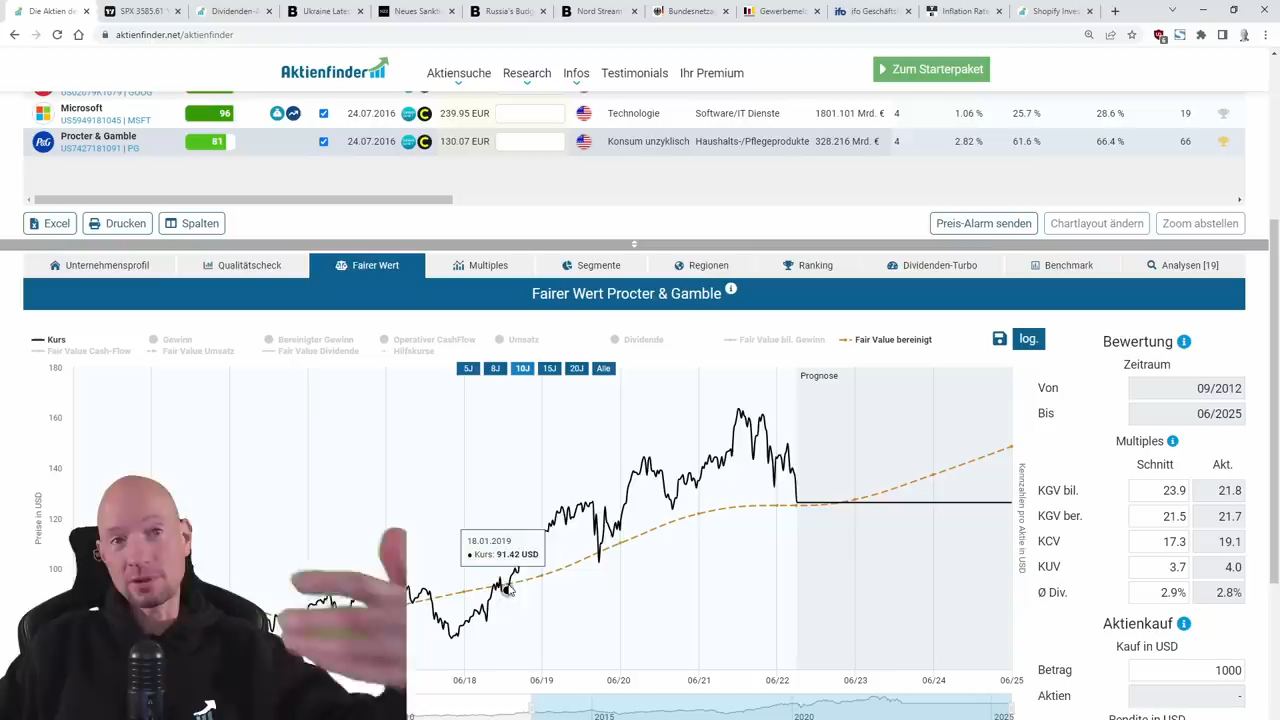 Die Aktien de
SPX 3585.61
Dividenden-A
Ukraine Lates
Neues Sankti
Russia's Budg
Nord Stream
Bundesnetzag
Gewerbemelo
ifo Geschäfts
Inflation Rate
Shopify Inves
aktienfinder.net/aktienfinder
Aktienfinder
Aktiensuche Research Infos Testimonials Ihr Premium
Zum Starterpaket
US02079K1079 | GOOG
Microsoft
US5949181045 | MSFT
96 24.07.2016 239.95 EUR Technologie Software/IT Dienste 1801.101 Mrd. € 4 1.06 % 25.7 % 28.6 % 19
Procter & Gamble
US7427181091 | PG
81 24.07.2016 130.07 EUR Konsum unzyklisch Haushalts-/Pflegeprodukte 328.216 Mrd. € 4 2.82 % 61.6 % 66.4 % 66
Excel Drucken Spalten Preis-Alarm senden Chartlayout ändern Zoom abstellen
Unternehmensprofil Qualitätscheck Fairer Wert Multiples Segmente Regionen Ranking Dividenden-Turbo Benchmark Analysen [19]
Fairer Wert Procter & Gamble
Kurs Gewinn Bereinigter Gewinn Operativer CashFlow Umsatz Dividende Fair Value bil. Gewinn Fair Value bereinigt
Fair Value Cash-Flow Fair Value Umsatz Fair Value Dividende Hilfskurse
log.
5J 8J 10J 15J 20J Alle
Prognose
180
160
140
120
100
Preise in USD
18.01.2019
Kurs: 91.42 USD
Kennzahlen pro Aktie in USD
06/18 06/19 06/20 06/21 06/22 06/23 06/24 06/25
2015 2020 2025
Bewertung
Zeitraum
Von 09/2012
Bis 06/2025
Multiples
Schnitt Akt.
KGV bil. 23.9 21.8
KGV ber. 21.5 21.7
KCV 17.3 19.1
KUV 3.7 4.0
Ø Div. 2.9% 2.8%
Aktienkauf
Kauf in USD
Betrag 1000
Aktien -
Rendite in USD